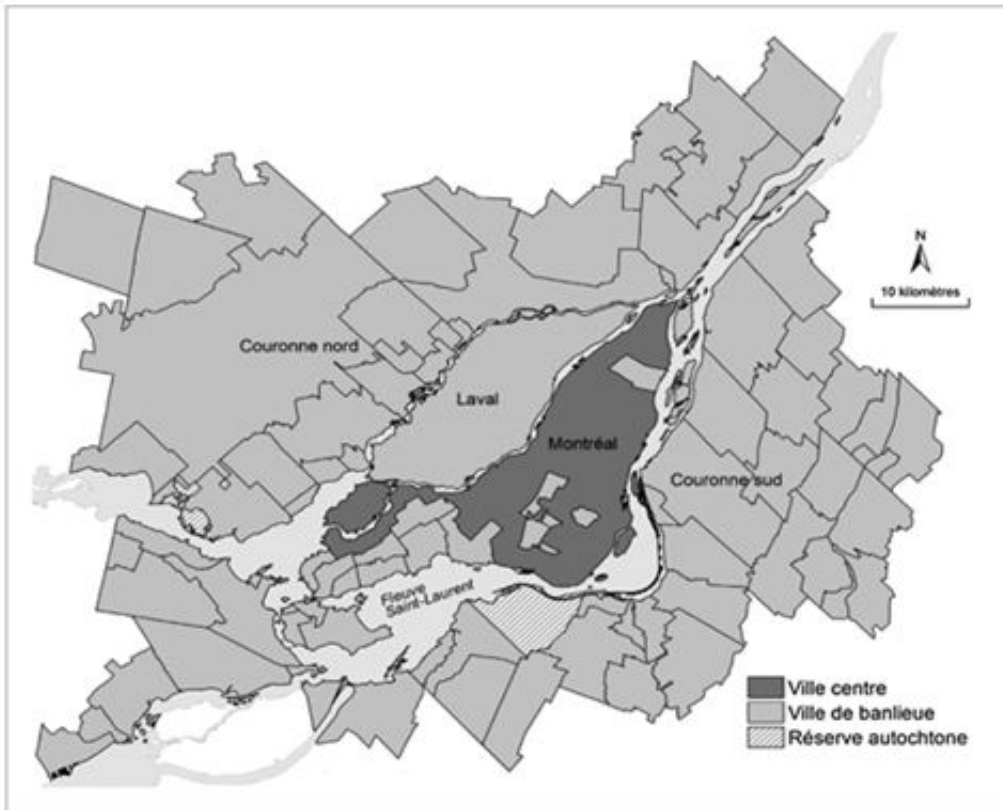 N
10 kilomètres
Couronne nord
Laval
Montréal
Couronne sud
Fleuve
Saint-Laurent
Ville centre
Ville de banlieue
Réserve autochtone